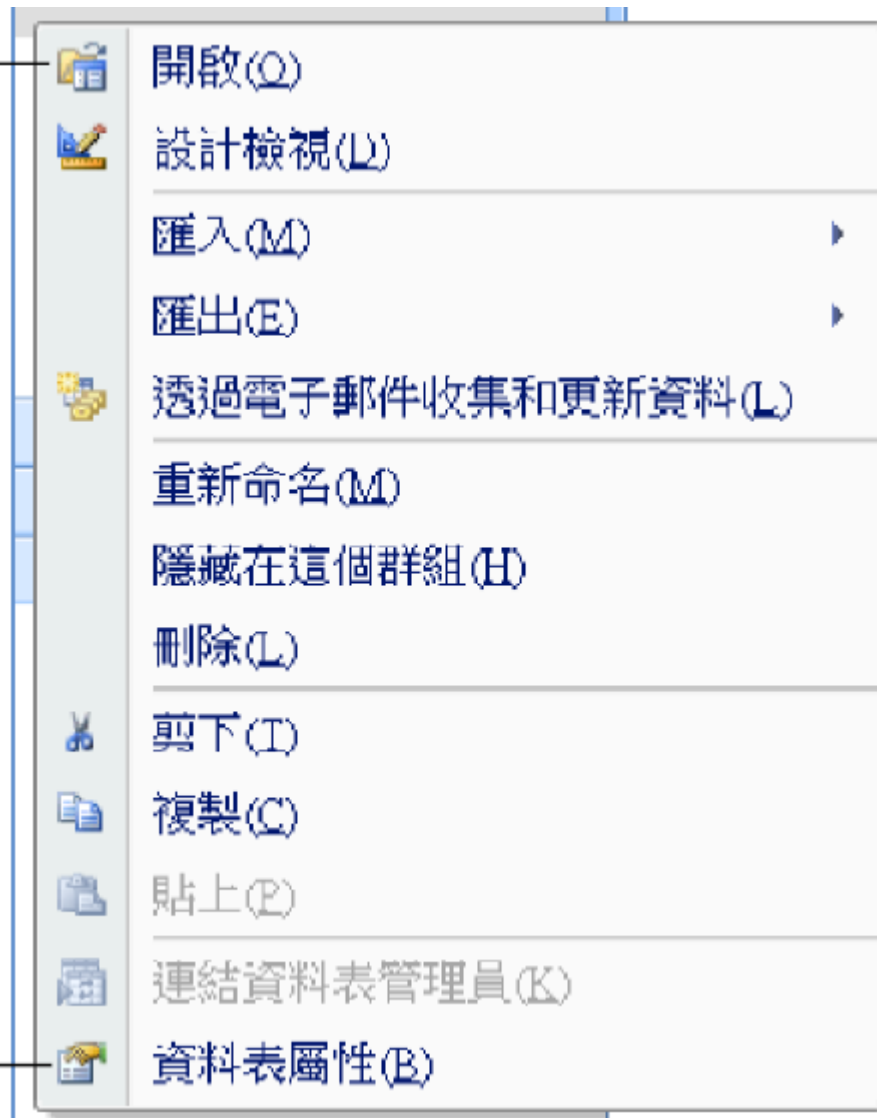 開啟(O)
設計檢視(D)
匯入(M)
匯出(E)
透過電子郵件收集和更新資料(L)
重新命名(M)
隱藏在這個群組(H)
刪除(L)
剪下(T)
複製(C)
貼上(P)
連結資料表管理員(K)
資料表屬性(B)